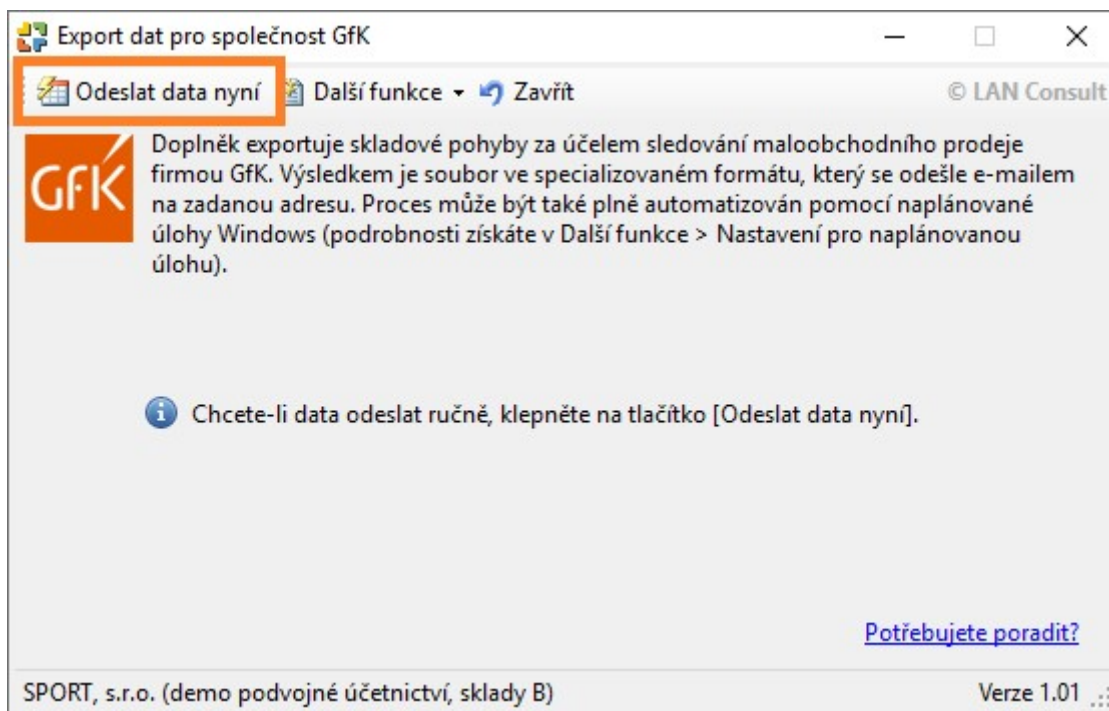 Export dat pro společnost GfK
Odeslat data nyní Další funkce Zavřít © LAN Consult
GfK
Doplněk exportuje skladové pohyby za účelem sledování maloobchodního prodeje
firmou GfK. Výsledkem je soubor ve specializovaném formátu, který se odešle e-mailem
na zadanou adresu. Proces může být také plně automatizován pomocí naplánované
úlohy Windows (podrobnosti získáte v Další funkce > Nastavení pro naplánovanou
úlohu).
Chcete-li data odeslat ručně, klepněte na tlačítko [Odeslat data nyní].
Potřebujete poradit?
SPORT, s.r.o. (demo podvojné účetnictví, sklady B) Verze 1.01